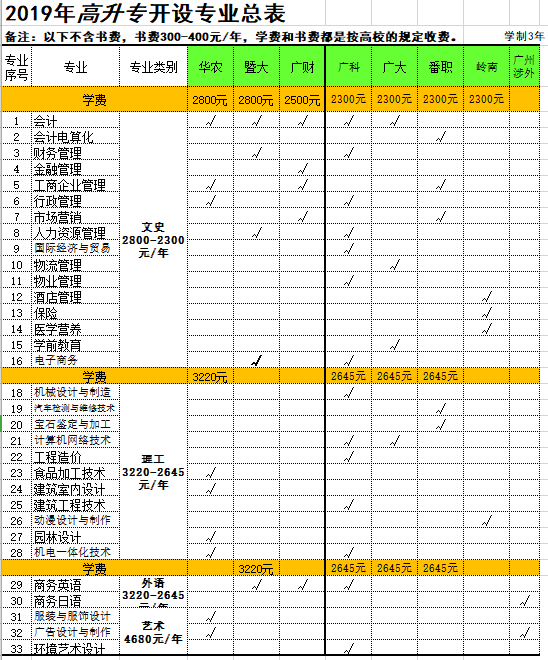 2019年高升专开设专业总表
备注：以下不含书费，书费300-400元/年，学费和书费都是按高校的规定收费。 学制3年
专业序号 专业 专业类别 华农 暨大 广财 广科 广大 番职 岭南 广州涉外
学费 2800元 2800元 2500元 2300元 2300元 2300元 2300元
1 会计 √ √ √ √ √
2 会计电算化 √
3 财务管理 √ √
4 金融管理 √
5 工商企业管理 √ √ √
6 行政管理 √ √
7 市场营销 √ √
文史
8 人力资源管理 √ √
2800-2300
9 国际经济与贸易 √
元/年
10 物流管理 √
11 物业管理 √
12 酒店管理 √
13 保险 √
14 医学营养 √
15 学前教育 √
16 电子商务 √ √
学费 3220元 2645元 2645元 2645元
18 机械设计与制造 √
19 汽车检测与维修技术 √
20 宝石鉴定与加工 √
21 计算机网络技术 √ √
22 工程造价 √
理工
23 食品加工技术 √
3220-2645
24 建筑室内设计 √
元/年
25 建筑工程技术 √
26 动漫设计与制作 √
27 园林设计 √
28 机电一体化技术 √ √
学费 3220元 2645元 2645元 2645元
29 商务英语 外语 √ √ √
3220-2645
30 商务日语 元/年 √
31 服装与服饰设计 √
艺术
32 广告设计与制作 4680元/年 √ √
33 环境艺术设计 √